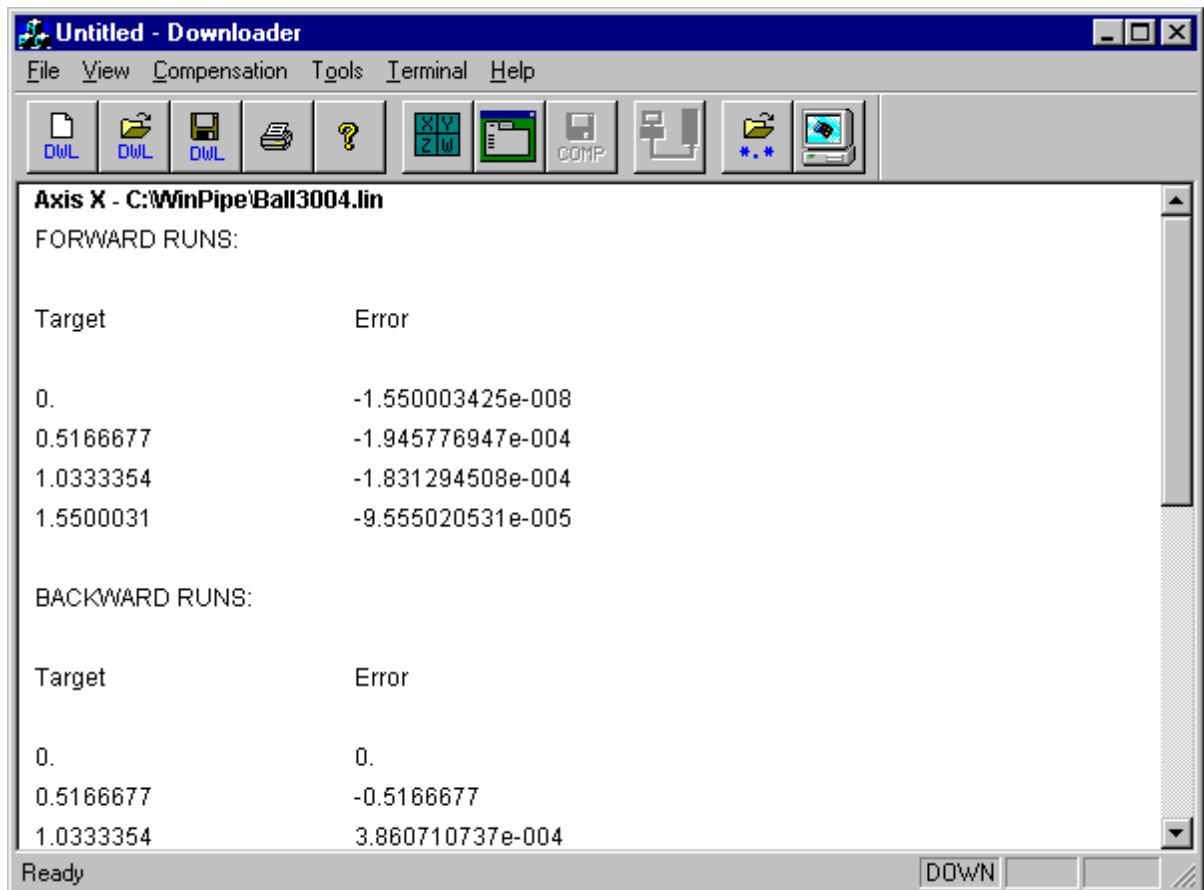 Untitled - Downloader
File View Compensation Tools Terminal Help
DWL DWL DWL ? X Y Z W COMP *.*
Axis X - C:\WinPipe\Ball3004.lin
FORWARD RUNS:
Target Error
0. -1.550003425e-008
0.5166677 -1.945776947e-004
1.0333354 -1.831294508e-004
1.5500031 -9.555020531e-005
BACKWARD RUNS:
Target Error
0. 0.
0.5166677 -0.5166677
1.0333354 3.860710737e-004
Ready DOWN